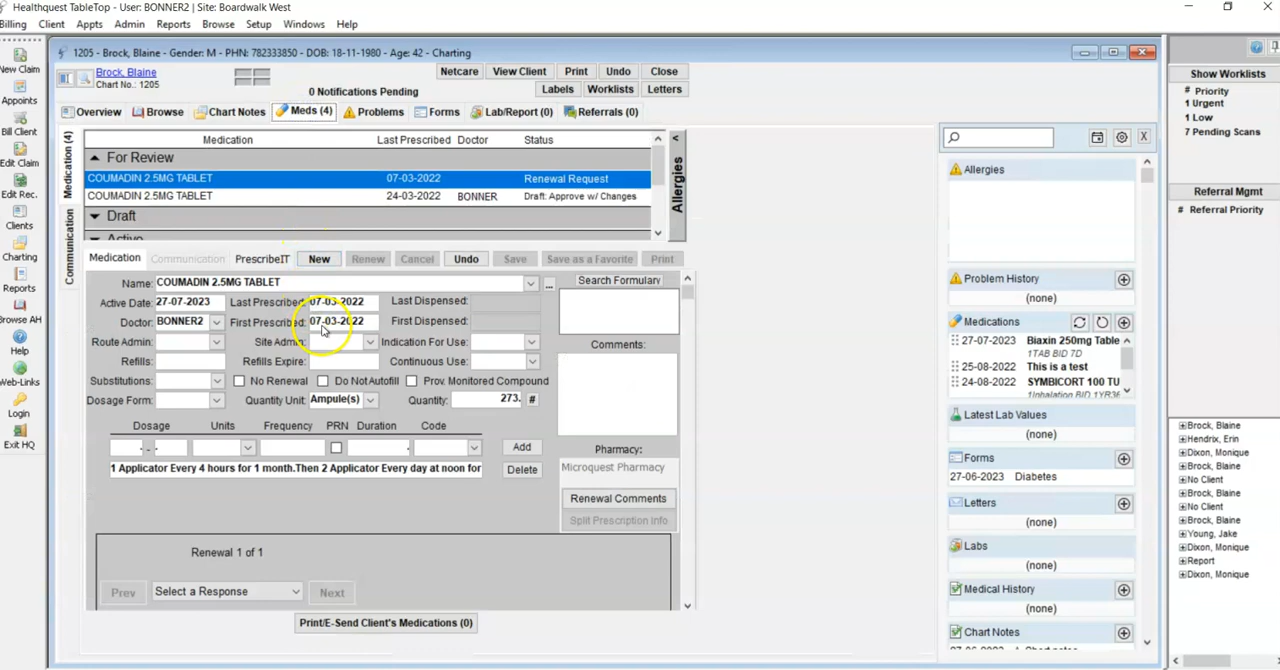 Healthquest TableTop - User: BONNER2 | Site: Boardwalk West
Billing Client Appts Admin Reports Browse Setup Windows Help
New Claim
Appoints
Bill Client
Edit Claim
Edit Rec.
Clients
Charting
Reports
Browse AH
Help
Web-Links
Login
Exit HQ
1205 - Brock, Blaine - Gender: M - PHN: 782333850 - DOB: 18-11-1980 - Age: 42 - Charting
Brock, Blaine
Chart No.: 1205
0 Notifications Pending
Netcare View Client Print Undo Close
Labels Worklists Letters
Overview Browse Chart Notes Meds (4) Problems Forms Lab/Report (0) Referrals (0)
Medication (4)
Communication
Medication Last Prescribed Doctor Status
For Review
COUMADIN 2.5MG TABLET 07-03-2022 Renewal Request
COUMADIN 2.5MG TABLET 24-03-2022 BONNER Draft: Approve w/ Changes
Draft
Active
< Allergies
Medication Communication PrescribeIT New Renew Cancel Undo Save Save as a Favorite Print
Name: COUMADIN 2.5MG TABLET ...
Active Date: 27-07-2023 Last Prescribed: 07-03-2022 Last Dispensed:
Doctor: BONNER2 First Prescribed: 07-03-2022 First Dispensed:
Route Admin: Site Admin: Indication For Use:
Refills: Refills Expire: Continuous Use:
Substitutions: No Renewal Do Not Autofill Prov. Monitored Compound
Dosage Form: Quantity Unit: Ampule(s) Quantity: 273. #
Dosage Units Frequency PRN Duration Code
. - . . Add
1 Applicator Every 4 hours for 1 month.Then 2 Applicator Every day at noon for
Delete
Search Formulary
Comments:
Pharmacy:
Microquest Pharmacy
Renewal Comments
Split Prescription Info
Renewal 1 of 1
Prev Select a Response Next
Print/E-Send Client's Medications (0)
X
Allergies
Problem History
(none)
Medications
27-07-2023 Biaxin 250mg Table
1TAB BID 7D
25-08-2022 This is a test
24-08-2022 SYMBICORT 100 TU
1Inhalation BID 1YR36
Latest Lab Values
(none)
Forms
27-06-2023 Diabetes
Letters
(none)
Labs
(none)
Medical History
(none)
Chart Notes
Show Worklists
# Priority
1 Urgent
1 Low
7 Pending Scans
Referral Mgmt
# Referral Priority
Brock, Blaine
Hendrix, Erin
Dixon, Monique
Brock, Blaine
No Client
Brock, Blaine
No Client
Brock, Blaine
Young, Jake
Dixon, Monique
Report
Dixon, Monique